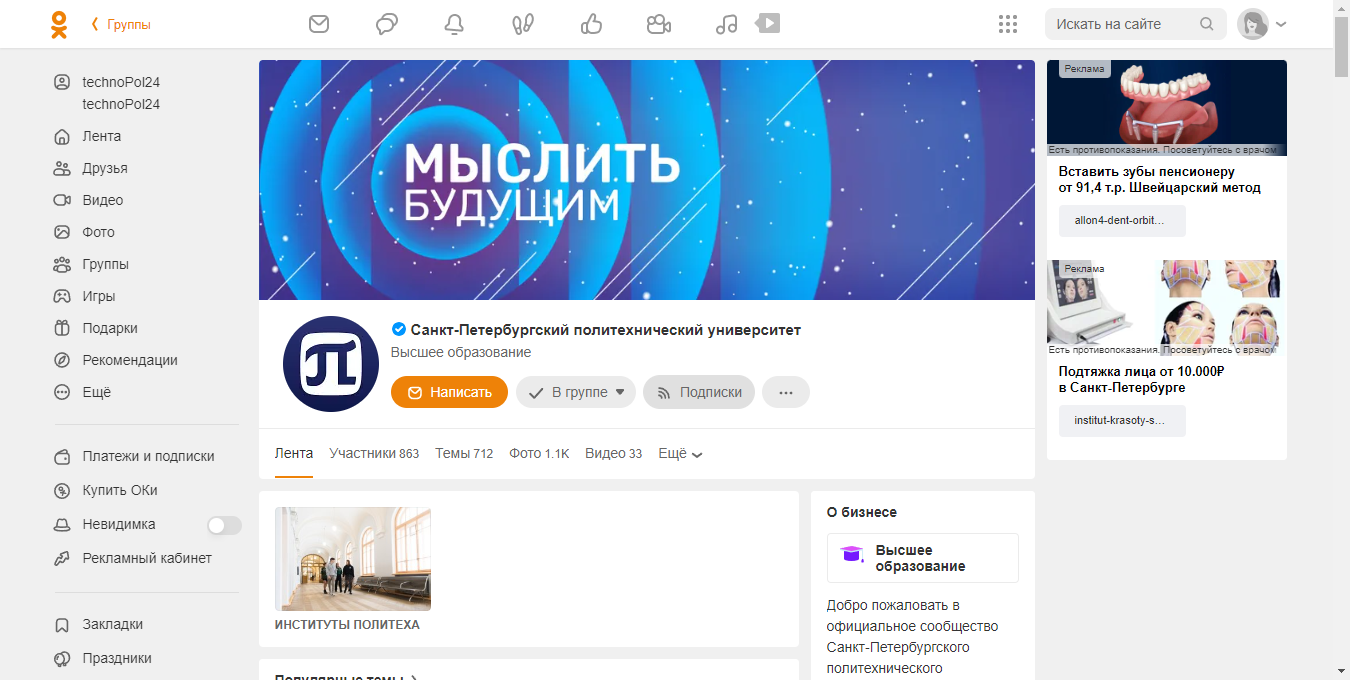 Группы
Искать на сайте
technoPol24
technoPol24
Лента
Друзья
Видео
Фото
Группы
Игры
Подарки
Рекомендации
Ещё
Платежи и подписки
Купить ОКи
Невидимка
Рекламный кабинет
Закладки
Праздники
МЫСЛИТЬ
БУДУЩИМ
Санкт-Петербургский политехнический университет
Высшее образование
Написать
В группе
Подписки
Лента Участники 863 Темы 712 Фото 1.1K Видео 33 Ещё
ИНСТИТУТЫ ПОЛИТЕХА
Популярные темы
О бизнесе
Высшее
образование
Добро пожаловать в
официальное сообщество
Санкт-Петербургского
политехнического
Реклама
Есть противопоказания. Посоветуйтесь с врачом
Вставить зубы пенсионеру
от 91,4 т.р. Швейцарский метод
allon4-dent-orbit...
Реклама
Есть противопоказания. Посоветуйтесь с врачом
Подтяжка лица от 10.000₽
в Санкт-Петербурге
institut-krasoty-s...